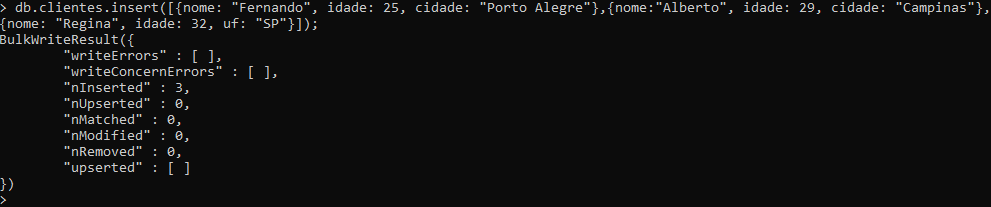 > db.clientes.insert([{nome: "Fernando", idade: 25, cidade: "Porto Alegre"},{nome:"Alberto", idade: 29, cidade: "Campinas"},
{nome: "Regina", idade: 32, uf: "SP"}]);
BulkWriteResult({
        "writeErrors" : [ ],
        "writeConcernErrors" : [ ],
        "nInserted" : 3,
        "nUpserted" : 0,
        "nMatched" : 0,
        "nModified" : 0,
        "nRemoved" : 0,
        "upserted" : [ ]
})
>